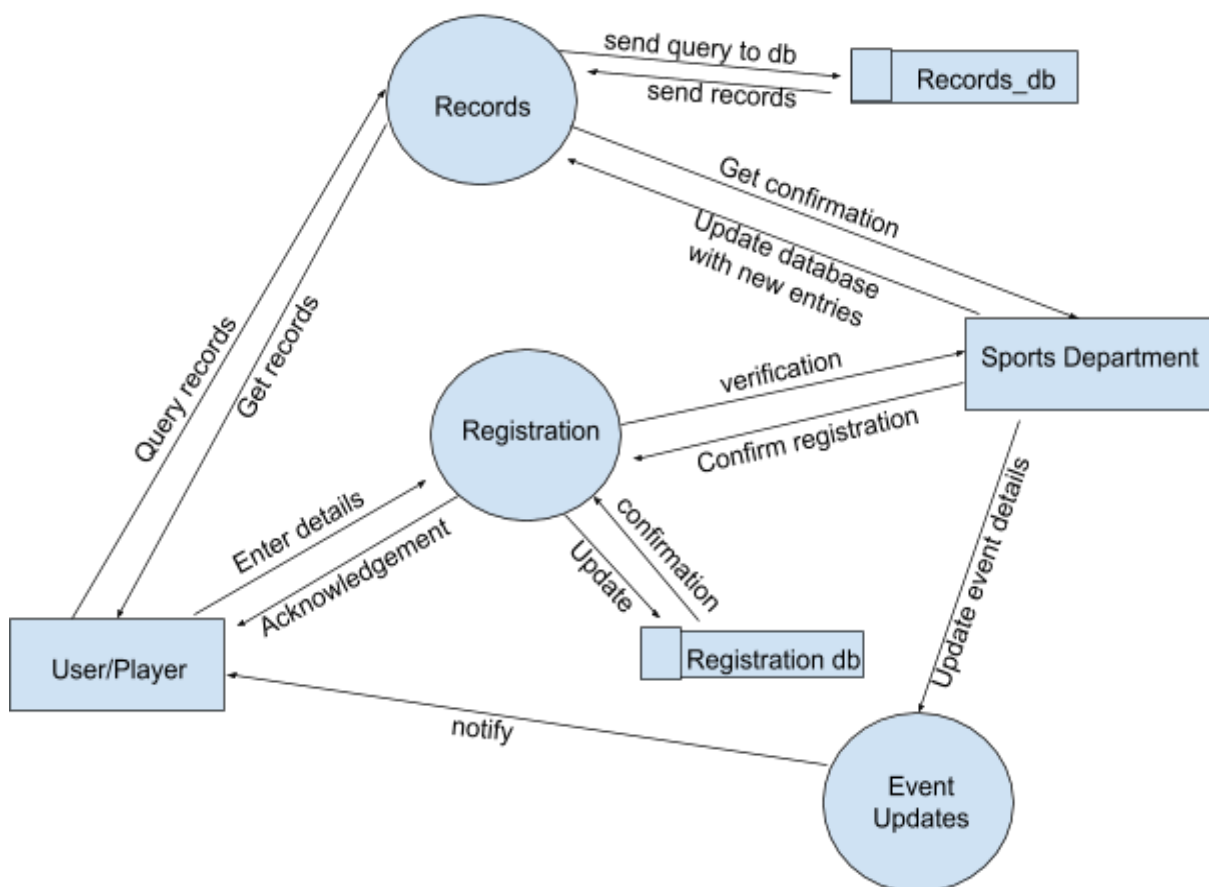 send query to db
Records_db
send records
Records
Get confirmation
Update database
with new entries
Sports Department
Query records
Get records
verification
Registration
Confirm registration
Enter details
Acknowledgement
confirmation
Update
Update event details
User/Player
Registration db
notify
Event
Updates